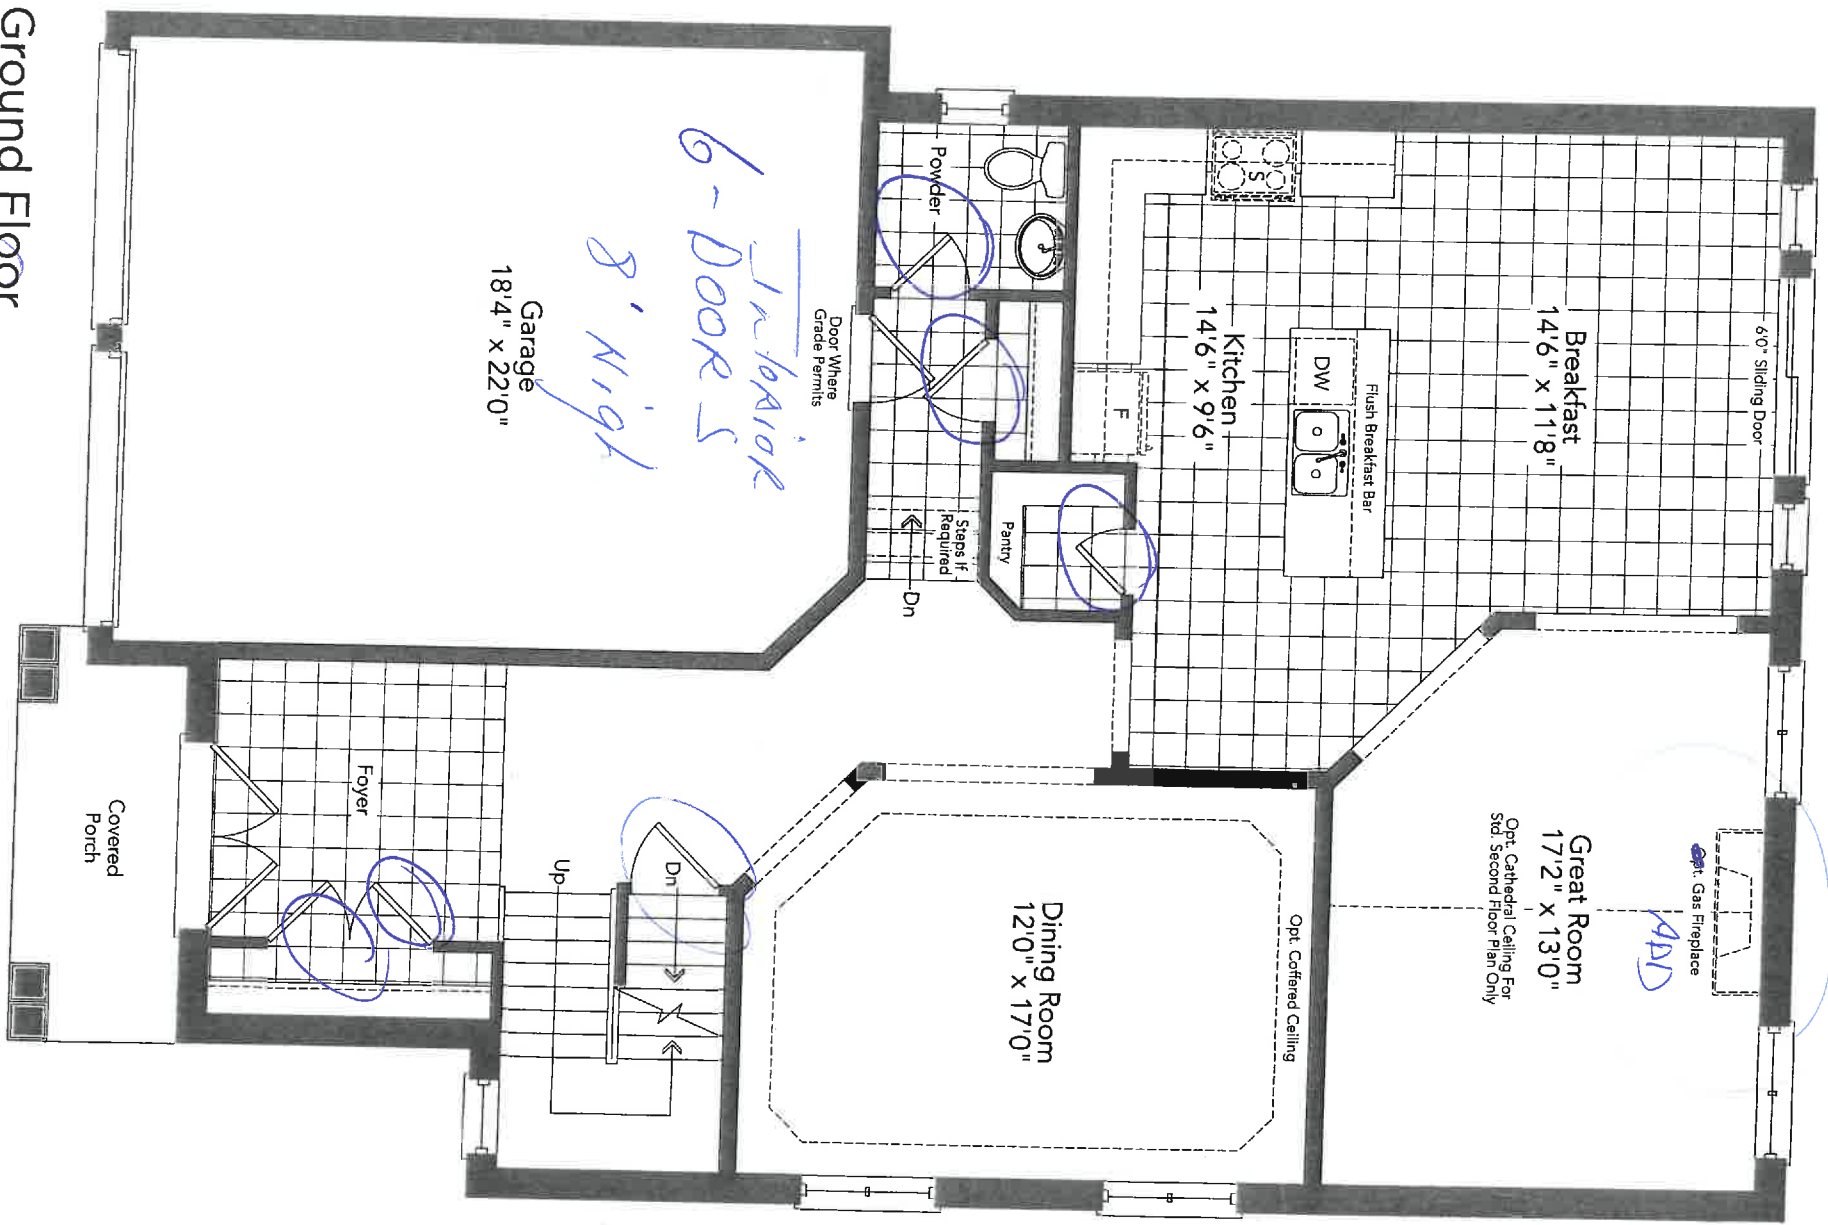 Ground Floor
6'0" Sliding Door
Breakfast
14'6" x 11'8"
Flush Breakfast Bar
DW
Kitchen
14'6" x 9'6"
S
F
Powder
Pantry
Steps If
Required
Dn
Door Where
Grade Permits
Interior
6-DOORS
8' High
Garage
18'4" x 22'0"
Opt. Gas Fireplace
ADD
Great Room
17'2" x 13'0"
Opt. Cathedral Ceiling For
Std. Second Floor Plan Only
Opt. Coffered Ceiling
Dining Room
12'0" x 17'0"
Dn
Up
Foyer
Covered
Porch